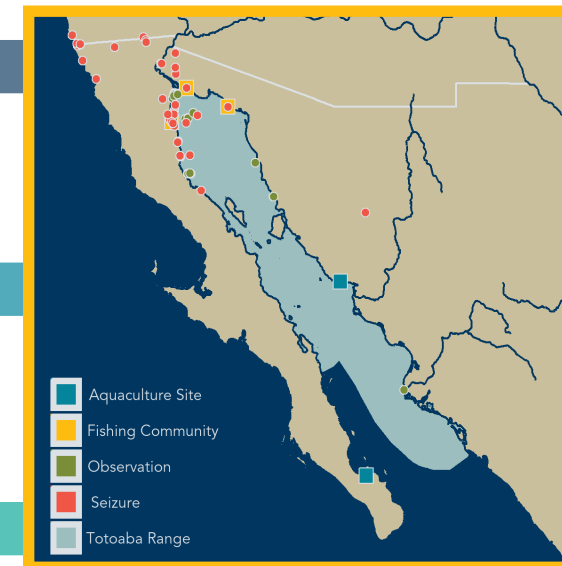 Aquaculture Site
Fishing Community
Observation
Seizure
Totoaba Range